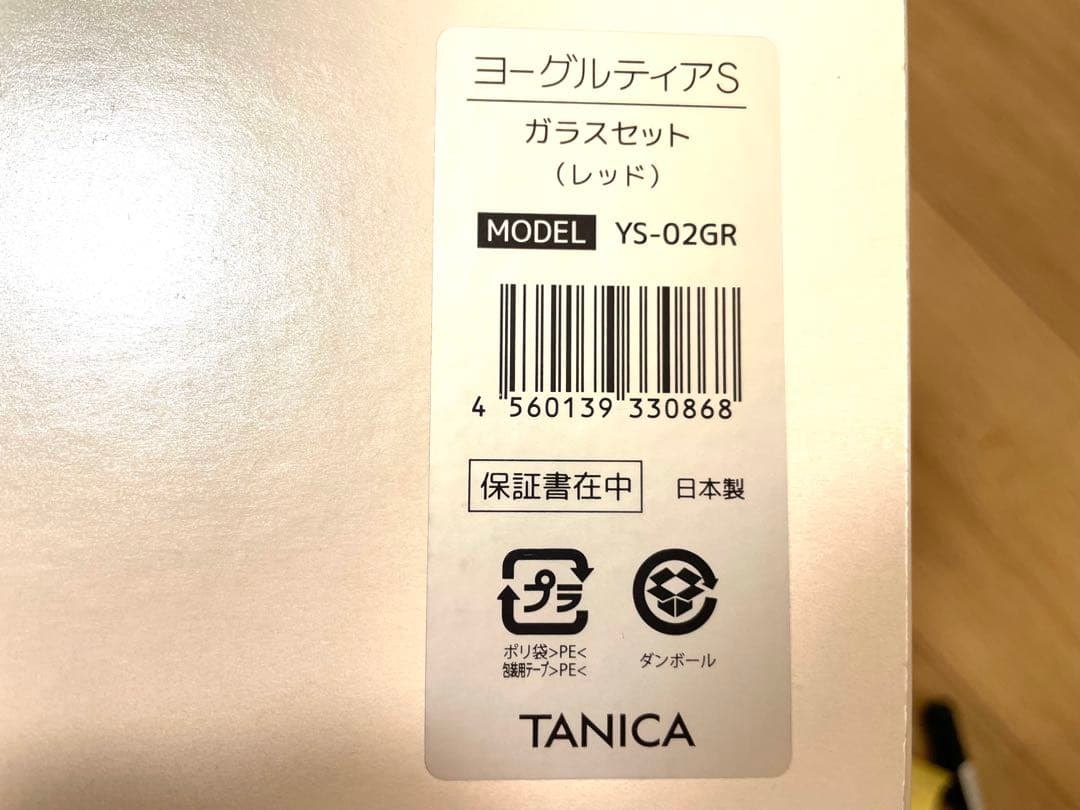 ヨーグルティアS
ガラスセット
(レッド)
MODEL YS-02GR
4 560139 330868
保証書在中 日本製
プラ
ポリ袋>PE<
包装用テープ>PE<
ダンボール
TANICA